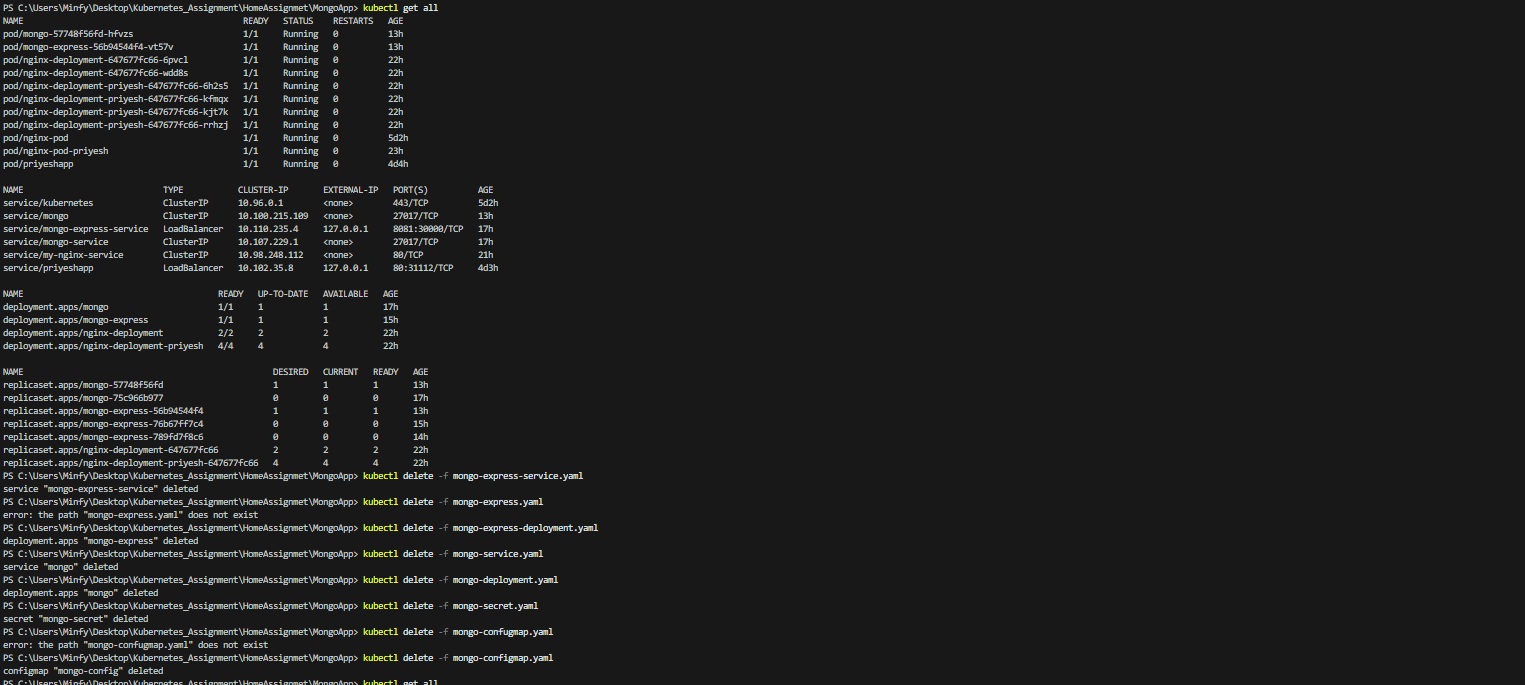 PS C:\Users\Minfy\Desktop\Kubernetes_Assignment\HomeAssignmet\MongoApp> kubectl get all
NAME READY STATUS RESTARTS AGE
pod/mongo-57748f56fd-hfvzs 1/1 Running 0 13h
pod/mongo-express-56b94544f4-vt57v 1/1 Running 0 13h
pod/nginx-deployment-647677fc66-6pvcl 1/1 Running 0 22h
pod/nginx-deployment-647677fc66-wdd8s 1/1 Running 0 22h
pod/nginx-deployment-priyesh-647677fc66-6h2s5 1/1 Running 0 22h
pod/nginx-deployment-priyesh-647677fc66-kfmqx 1/1 Running 0 22h
pod/nginx-deployment-priyesh-647677fc66-kjt7k 1/1 Running 0 22h
pod/nginx-deployment-priyesh-647677fc66-rrhzj 1/1 Running 0 22h
pod/nginx-pod 1/1 Running 0 5d2h
pod/nginx-pod-priyesh 1/1 Running 0 23h
pod/priyeshapp 1/1 Running 0 4d4h
NAME TYPE CLUSTER-IP EXTERNAL-IP PORT(S) AGE
service/kubernetes ClusterIP 10.96.0.1 <none> 443/TCP 5d2h
service/mongo ClusterIP 10.100.215.109 <none> 27017/TCP 13h
service/mongo-express-service LoadBalancer 10.110.235.4 127.0.0.1 8081:30000/TCP 17h
service/mongo-service ClusterIP 10.107.229.1 <none> 27017/TCP 17h
service/my-nginx-service ClusterIP 10.98.248.112 <none> 80/TCP 21h
service/priyeshapp LoadBalancer 10.102.35.8 127.0.0.1 80:31112/TCP 4d3h
NAME READY UP-TO-DATE AVAILABLE AGE
deployment.apps/mongo 1/1 1 1 17h
deployment.apps/mongo-express 1/1 1 1 15h
deployment.apps/nginx-deployment 2/2 2 2 22h
deployment.apps/nginx-deployment-priyesh 4/4 4 4 22h
NAME DESIRED CURRENT READY AGE
replicaset.apps/mongo-57748f56fd 1 1 1 13h
replicaset.apps/mongo-75c966b977 0 0 0 17h
replicaset.apps/mongo-express-56b94544f4 1 1 1 13h
replicaset.apps/mongo-express-76b67ff7c4 0 0 0 15h
replicaset.apps/mongo-express-789fd7f8c6 0 0 0 14h
replicaset.apps/nginx-deployment-647677fc66 2 2 2 22h
replicaset.apps/nginx-deployment-priyesh-647677fc66 4 4 4 22h
PS C:\Users\Minfy\Desktop\Kubernetes_Assignment\HomeAssignmet\MongoApp> kubectl delete -f mongo-express-service.yaml
service "mongo-express-service" deleted
PS C:\Users\Minfy\Desktop\Kubernetes_Assignment\HomeAssignmet\MongoApp> kubectl delete -f mongo-express.yaml
error: the path "mongo-express.yaml" does not exist
PS C:\Users\Minfy\Desktop\Kubernetes_Assignment\HomeAssignmet\MongoApp> kubectl delete -f mongo-express-deployment.yaml
deployment.apps "mongo-express" deleted
PS C:\Users\Minfy\Desktop\Kubernetes_Assignment\HomeAssignmet\MongoApp> kubectl delete -f mongo-service.yaml
service "mongo" deleted
PS C:\Users\Minfy\Desktop\Kubernetes_Assignment\HomeAssignmet\MongoApp> kubectl delete -f mongo-deployment.yaml
deployment.apps "mongo" deleted
PS C:\Users\Minfy\Desktop\Kubernetes_Assignment\HomeAssignmet\MongoApp> kubectl delete -f mongo-secret.yaml
secret "mongo-secret" deleted
PS C:\Users\Minfy\Desktop\Kubernetes_Assignment\HomeAssignmet\MongoApp> kubectl delete -f mongo-confugmap.yaml
error: the path "mongo-confugmap.yaml" does not exist
PS C:\Users\Minfy\Desktop\Kubernetes_Assignment\HomeAssignmet\MongoApp> kubectl delete -f mongo-configmap.yaml
configmap "mongo-config" deleted
PS C:\Users\Minfy\Desktop\Kubernetes_Assignment\HomeAssignmet\MongoApp> kubectl get all